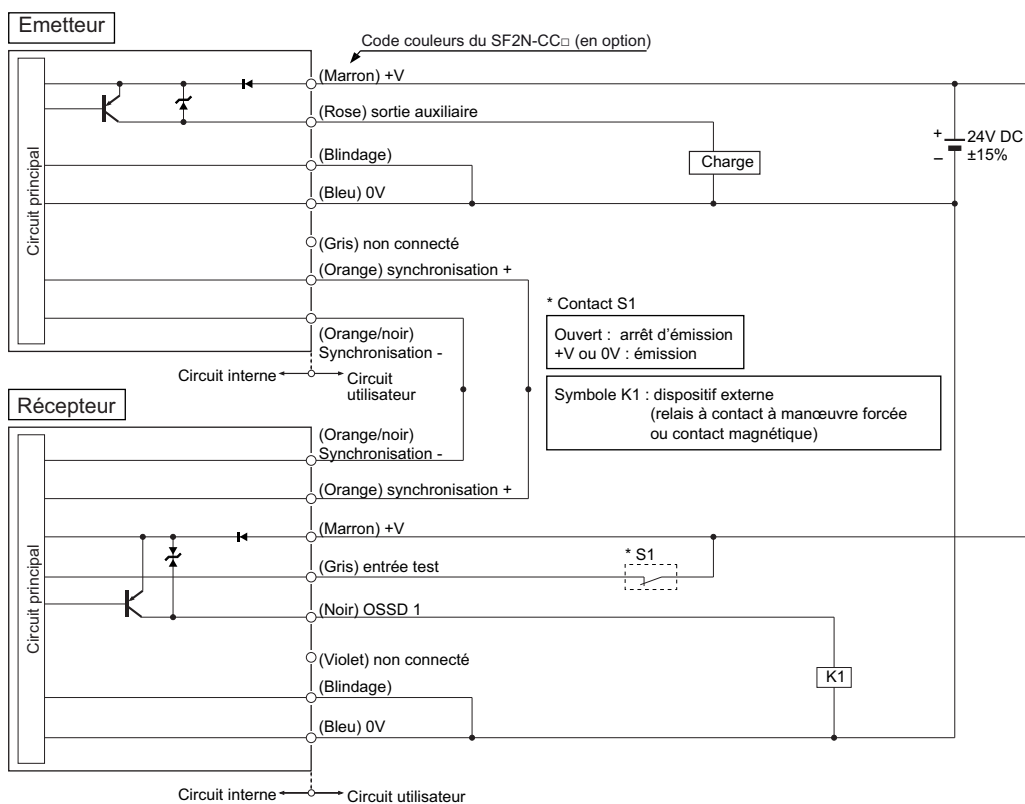 Emetteur
Code couleurs du SF2N-CC□ (en option)
Circuit principal
(Marron) +V
(Rose) sortie auxiliaire
(Blindage)
(Bleu) 0V
(Gris) non connecté
(Orange) synchronisation +
(Orange/noir)
Synchronisation -
Charge
+
–
24V DC
±15%
* Contact S1
Ouvert : arrêt d’émission
+V ou 0V : émission
Circuit interne
Circuit
utilisateur
Symbole K1 : dispositif externe
(relais à contact à manœuvre forcée
ou contact magnétique)
Récepteur
Circuit principal
(Orange/noir)
Synchronisation -
(Orange) synchronisation +
(Marron) +V
* S1
(Gris) entrée test
(Noir) OSSD 1
(Violet) non connecté
K1
(Blindage)
(Bleu) 0V
Circuit interne
Circuit utilisateur